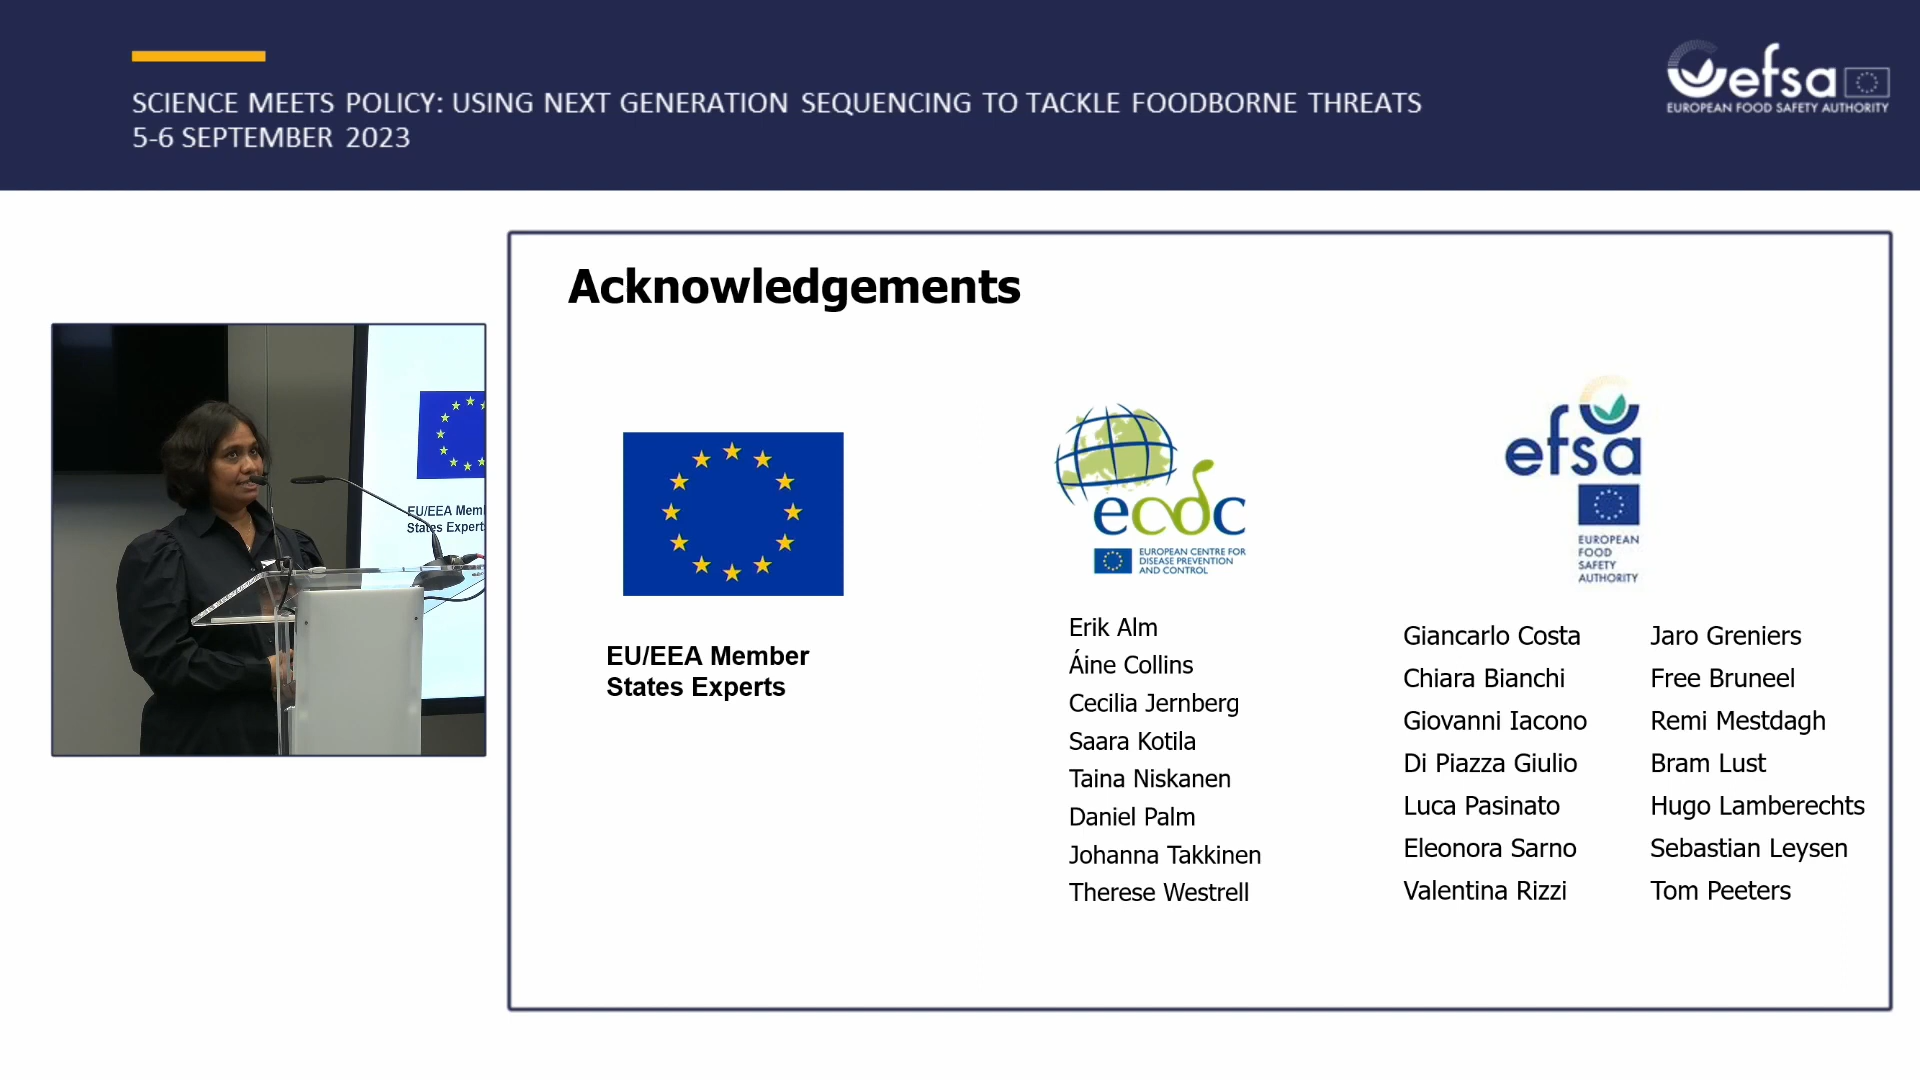 SCIENCE MEETS POLICY: USING NEXT GENERATION SEQUENCING TO TACKLE FOODBORNE THREATS
5-6 SEPTEMBER 2023
efsa
EUROPEAN FOOD SAFETY AUTHORITY
Acknowledgements
EU/EEA Member
States Experts
ecdc
EUROPEAN CENTRE FOR
DISEASE PREVENTION
AND CONTROL
Erik Alm
Áine Collins
Cecilia Jernberg
Saara Kotila
Taina Niskanen
Daniel Palm
Johanna Takkinen
Therese Westrell
efsa
EUROPEAN
FOOD
SAFETY
AUTHORITY
Giancarlo Costa
Chiara Bianchi
Giovanni Iacono
Di Piazza Giulio
Luca Pasinato
Eleonora Sarno
Valentina Rizzi
Jaro Greniers
Free Bruneel
Remi Mestdagh
Bram Lust
Hugo Lamberechts
Sebastian Leysen
Tom Peeters
EU/EEA Mem
States Expert